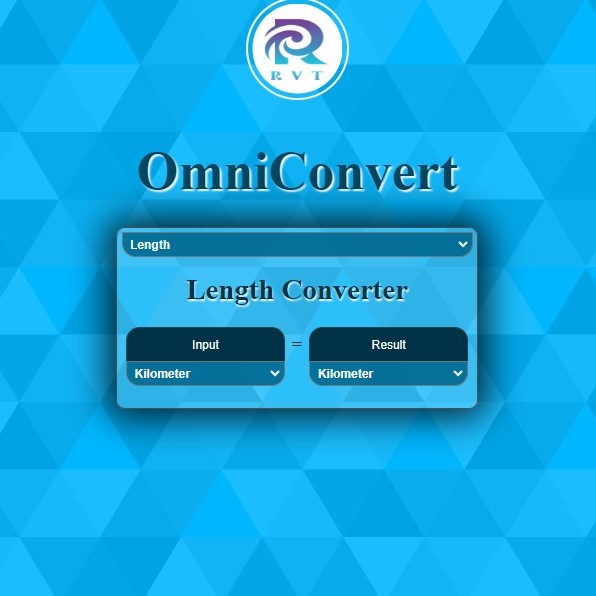 RVT
OmniConvert
Length
Length Converter
Input = Result
Kilometer Kilometer